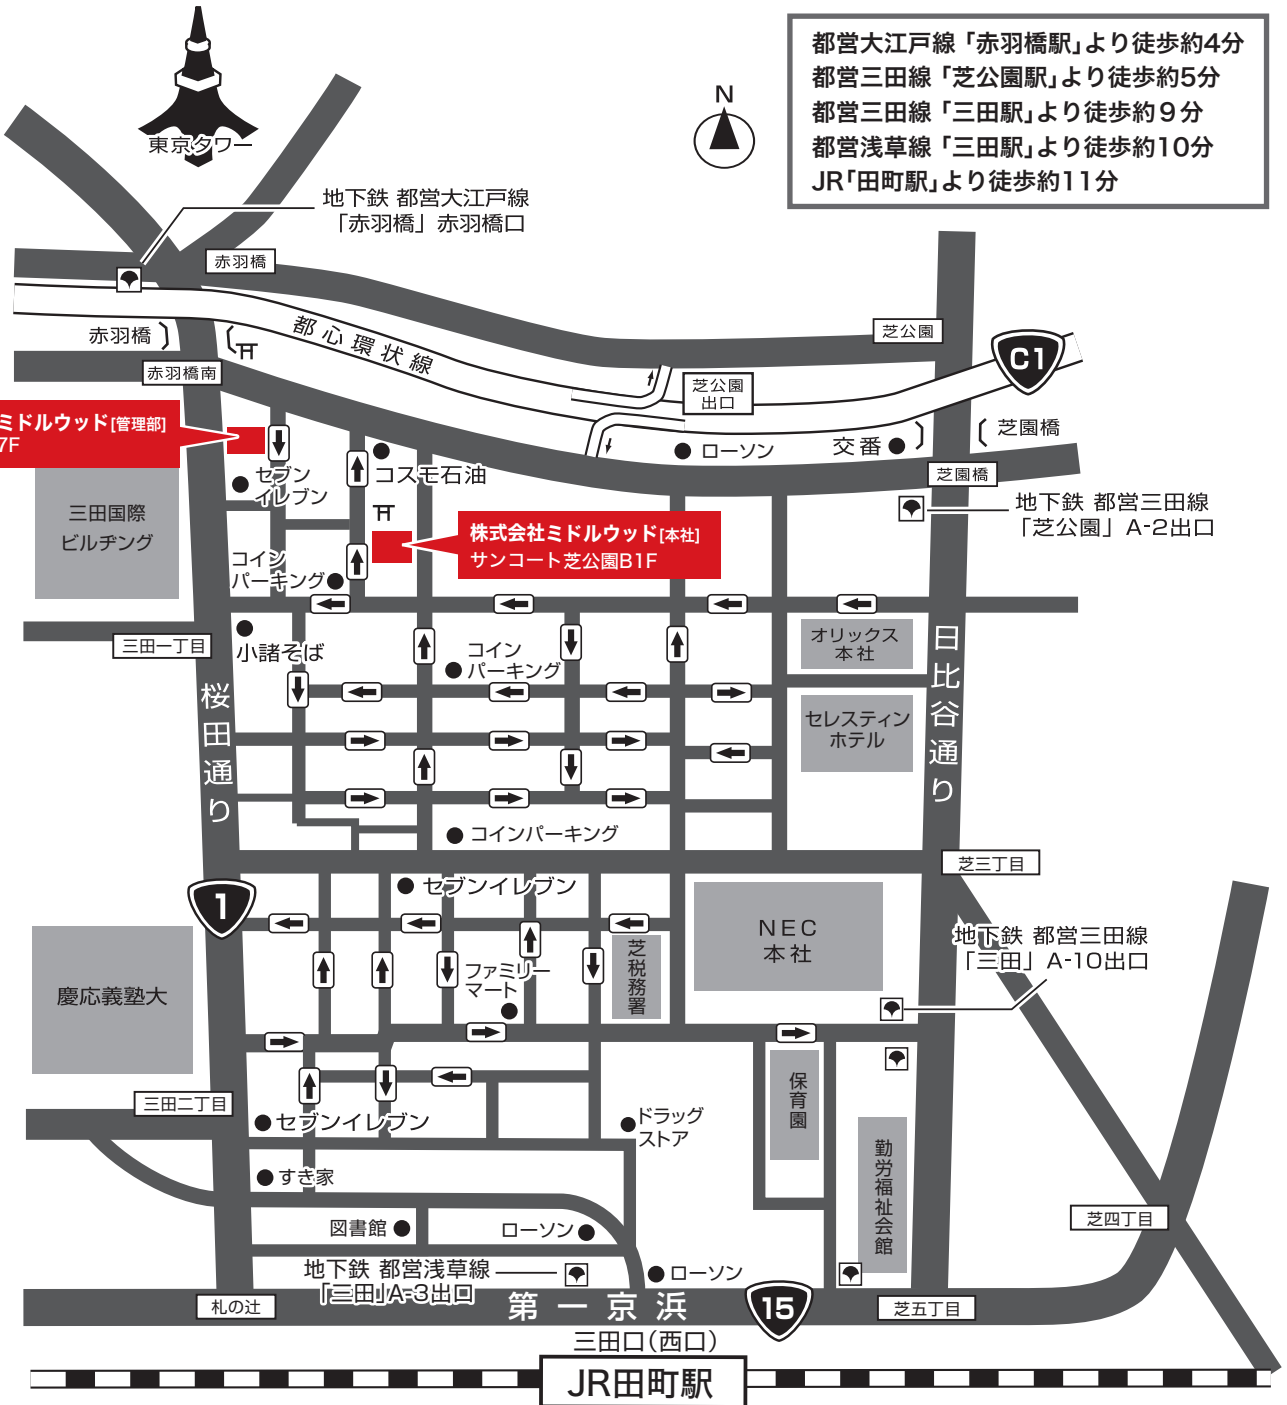 都営大江戸線「赤羽橋駅」より徒歩約4分
都営三田線「芝公園駅」より徒歩約5分
都営三田線「三田駅」より徒歩約9分
都営浅草線「三田駅」より徒歩約10分
JR「田町駅」より徒歩約11分
N
東京タワー
地下鉄 都営大江戸線
「赤羽橋」赤羽橋口
赤羽橋
赤羽橋
都心環状線
芝公園
C1
赤羽橋南
芝公園
出口
ミドルウッド[管理部]
7F
ローソン
交番
芝園橋
芝園橋
セブン
イレブン
コスモ石油
地下鉄 都営三田線
「芝公園」A-2出口
三田国際
ビルヂング
株式会社ミドルウッド[本社]
サンコート芝公園B1F
コイン
パーキング
三田一丁目
小諸そば
コイン
パーキング
オリックス
本社
日比谷通り
桜田通り
セレスティン
ホテル
コインパーキング
芝三丁目
セブンイレブン
1
NEC
本社
地下鉄 都営三田線
「三田」A-10出口
芝税務署
ファミリー
マート
慶応義塾大
保育園
三田二丁目
セブンイレブン
ドラッグ
ストア
勤労福祉会館
すき家
図書館
ローソン
芝四丁目
地下鉄 都営浅草線
「三田」A-3出口
ローソン
札の辻
第一京浜
15
芝五丁目
三田口(西口)
JR田町駅